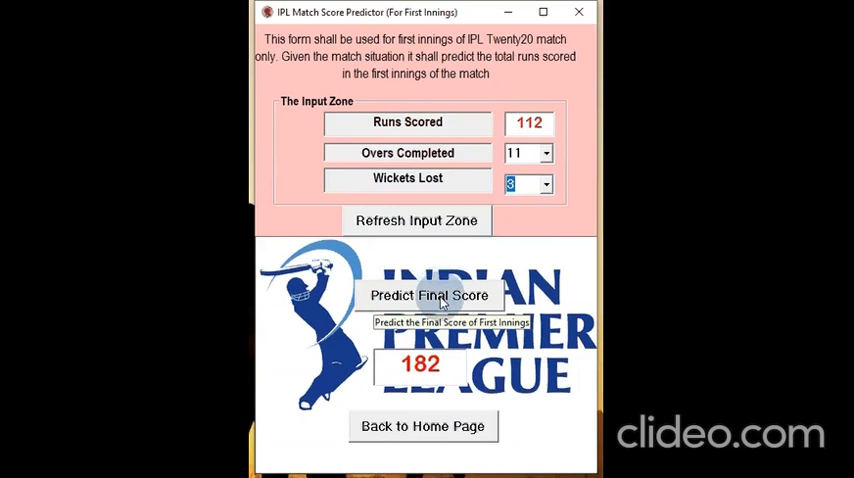 IPL Match Score Predictor (For First Innings)
This form shall be used for first innings of IPL Twenty20 match
only. Given the match situation it shall predict the total runs scored
in the first innings of the match
The Input Zone
Runs Scored 112
Overs Completed 11
Wickets Lost 3
Refresh Input Zone
INDIAN
Predict Final Score
Predict the Final Score of First Innings
PREMIER
182
LEAGUE
Back to Home Page
clideo.com